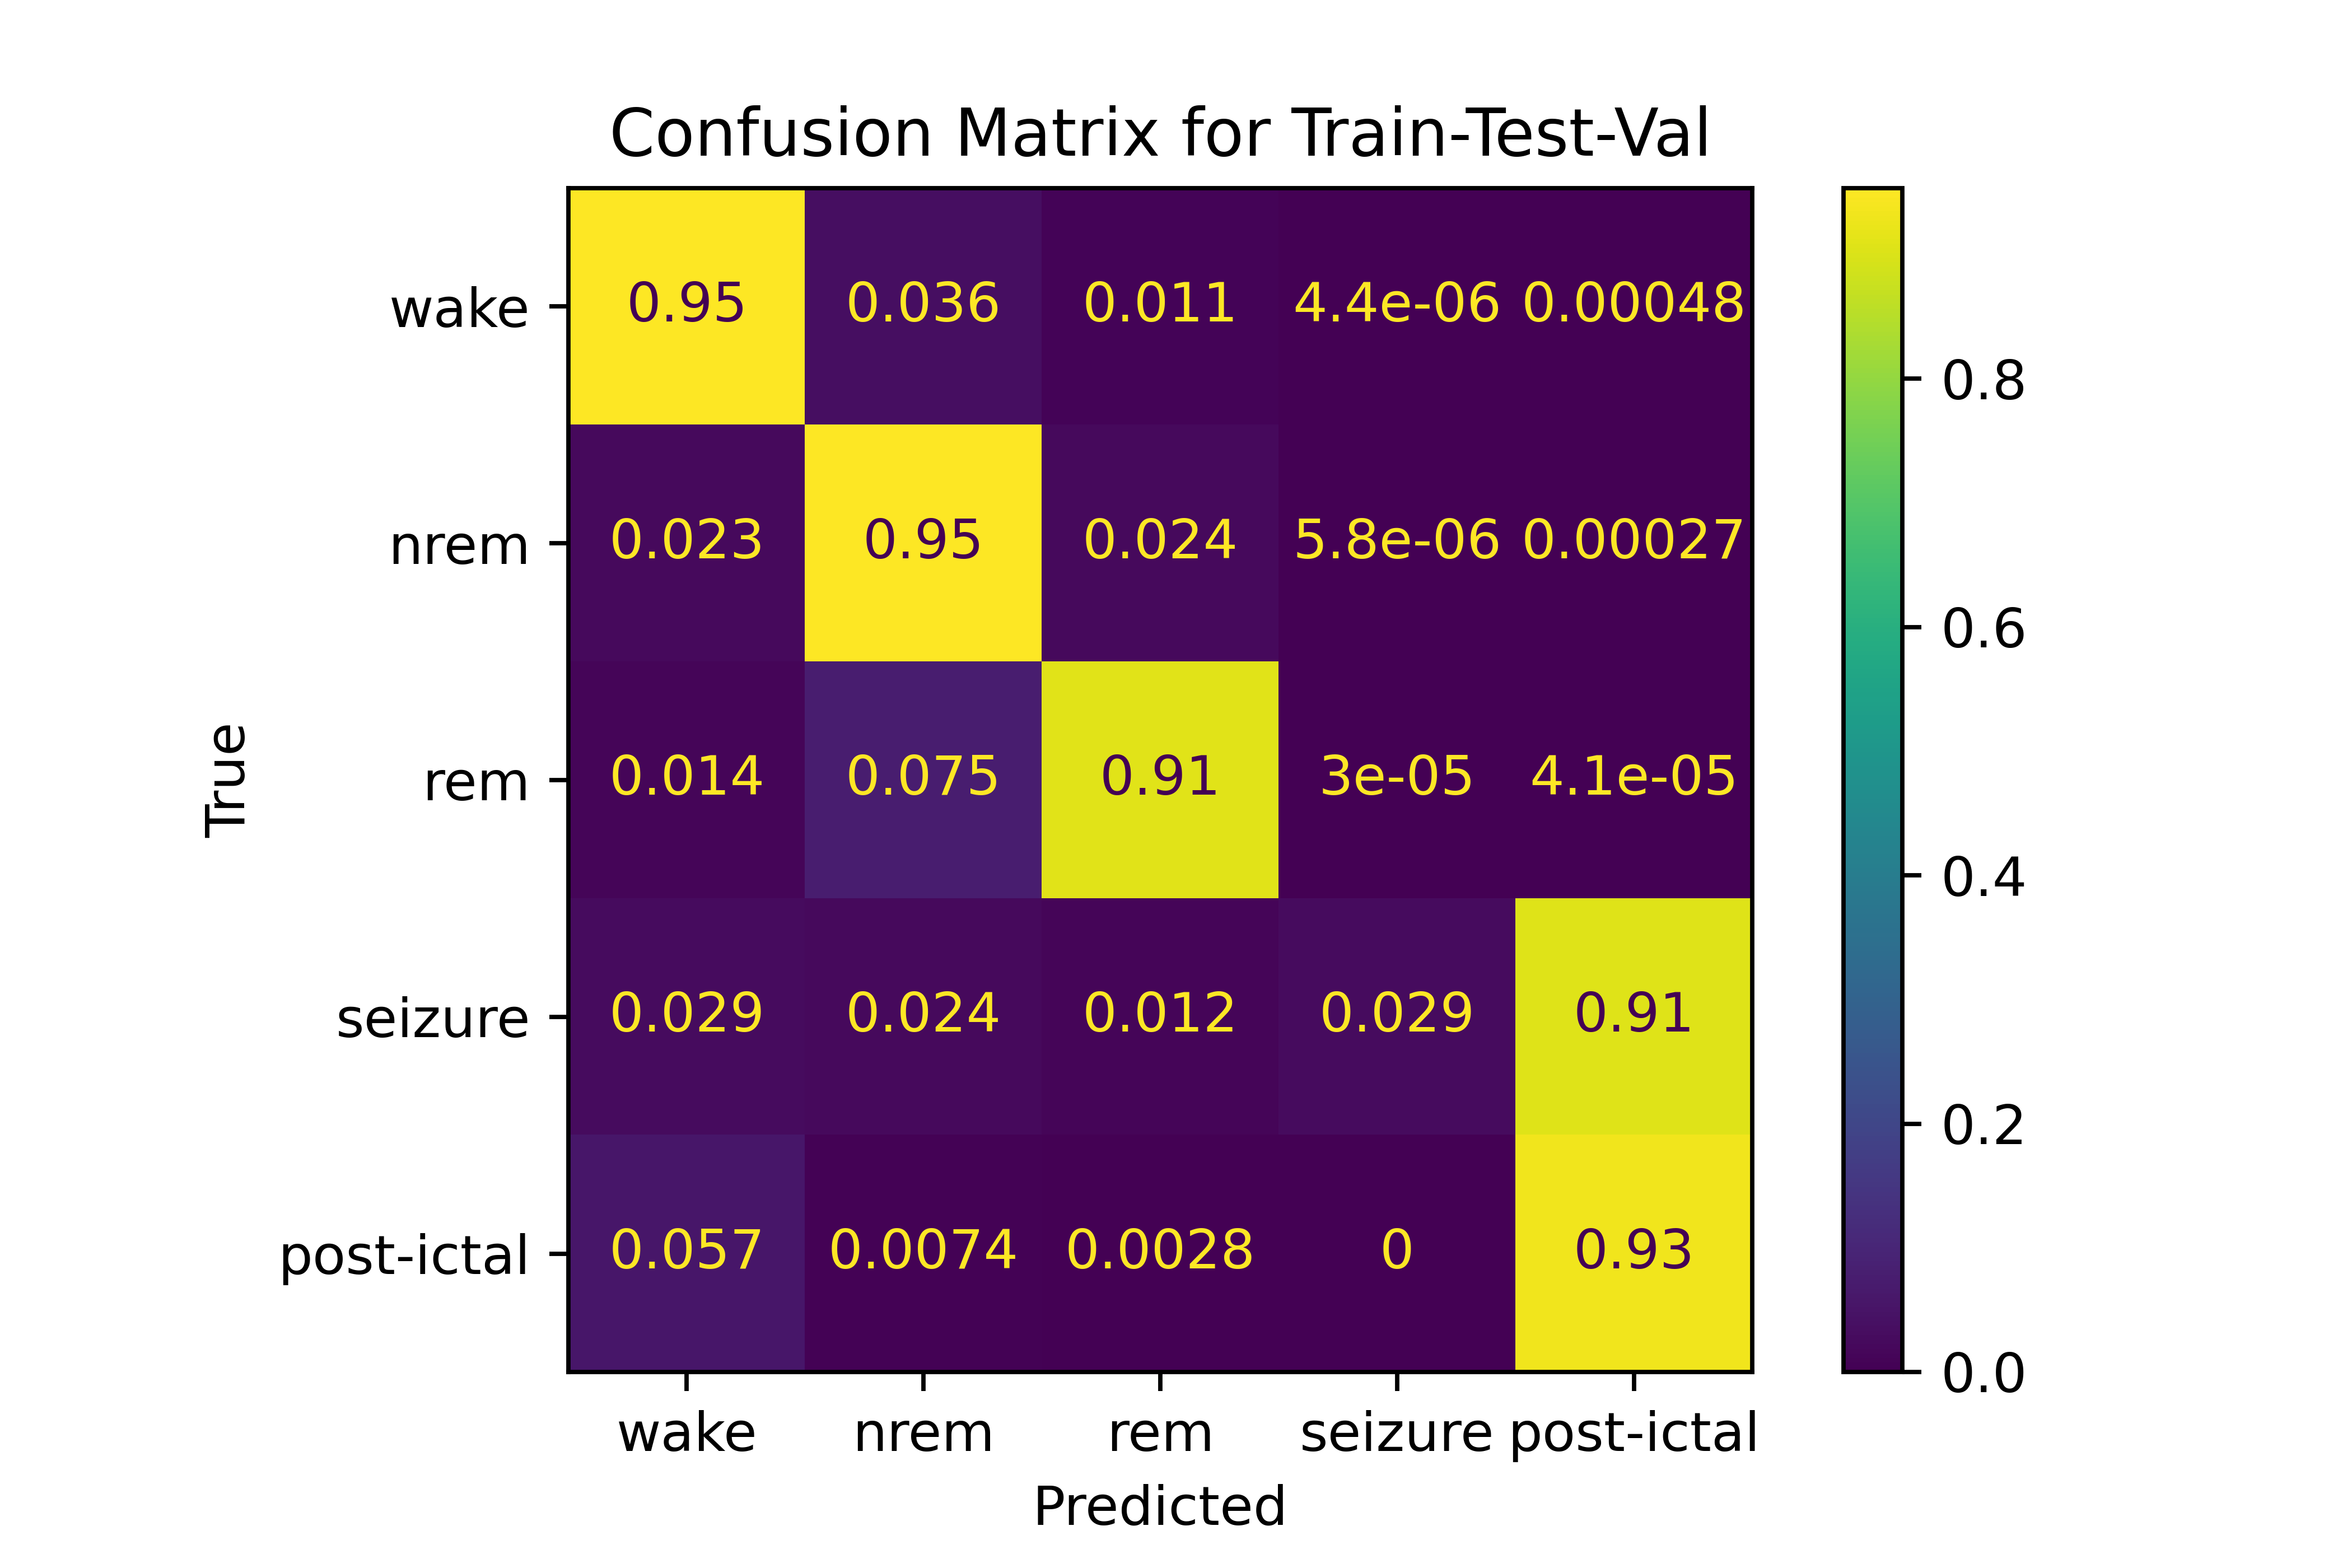 Confusion Matrix for Train-Test-Val
wake 0.95 0.036 0.011 4.4e-06 0.00048
nrem 0.023 0.95 0.024 5.8e-06 0.00027
rem 0.014 0.075 0.91 3e-05 4.1e-05
seizure 0.029 0.024 0.012 0.029 0.91
post-ictal 0.057 0.0074 0.0028 0 0.93
wake nrem rem seizure post-ictal
Predicted
True
0.8
0.6
0.4
0.2
0.0